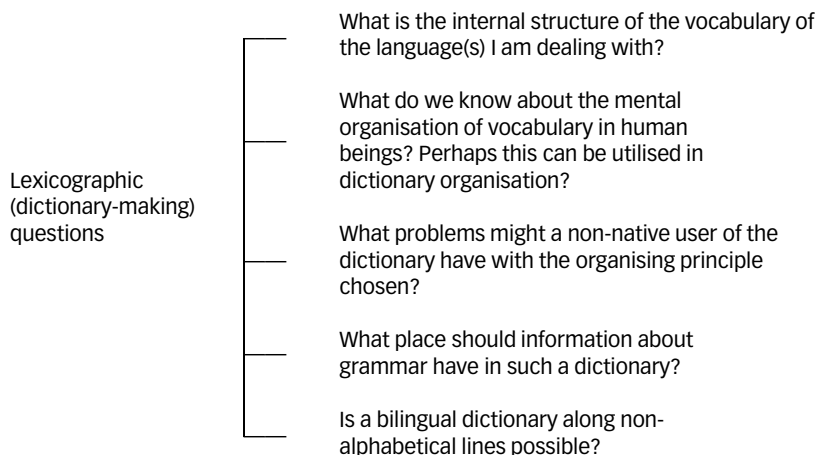 What is the internal structure of the vocabulary of
the language(s) I am dealing with?
What do we know about the mental
organisation of vocabulary in human
beings? Perhaps this can be utilised in
dictionary organisation?
Lexicographic
(dictionary-making)
questions
What problems might a non-native user of the
dictionary have with the organising principle
chosen?
What place should information about
grammar have in such a dictionary?
Is a bilingual dictionary along non-
alphabetical lines possible?